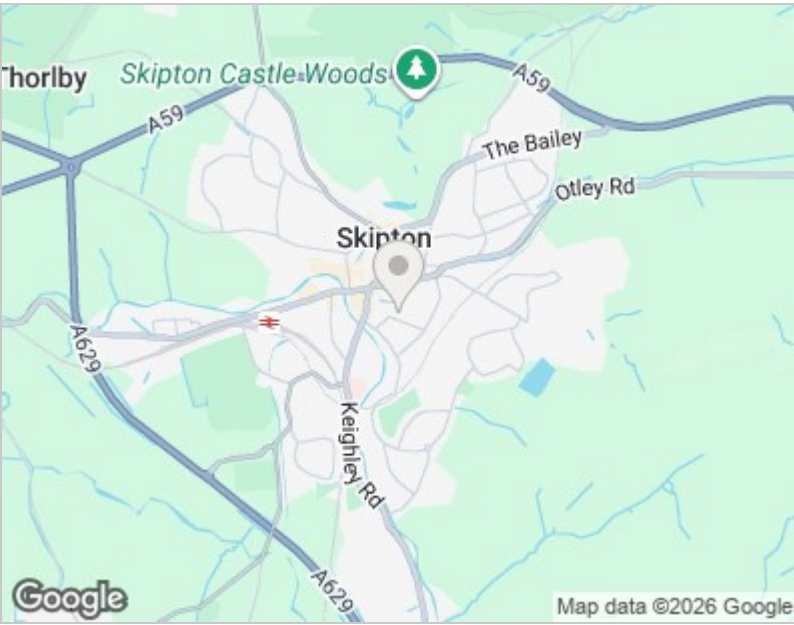 Thorlby
Skipton Castle Woods
A59
A59
The Bailey
Otley Rd
Skipton
A629
Keighley Rd
A629
Google
Map data ©2026 Google